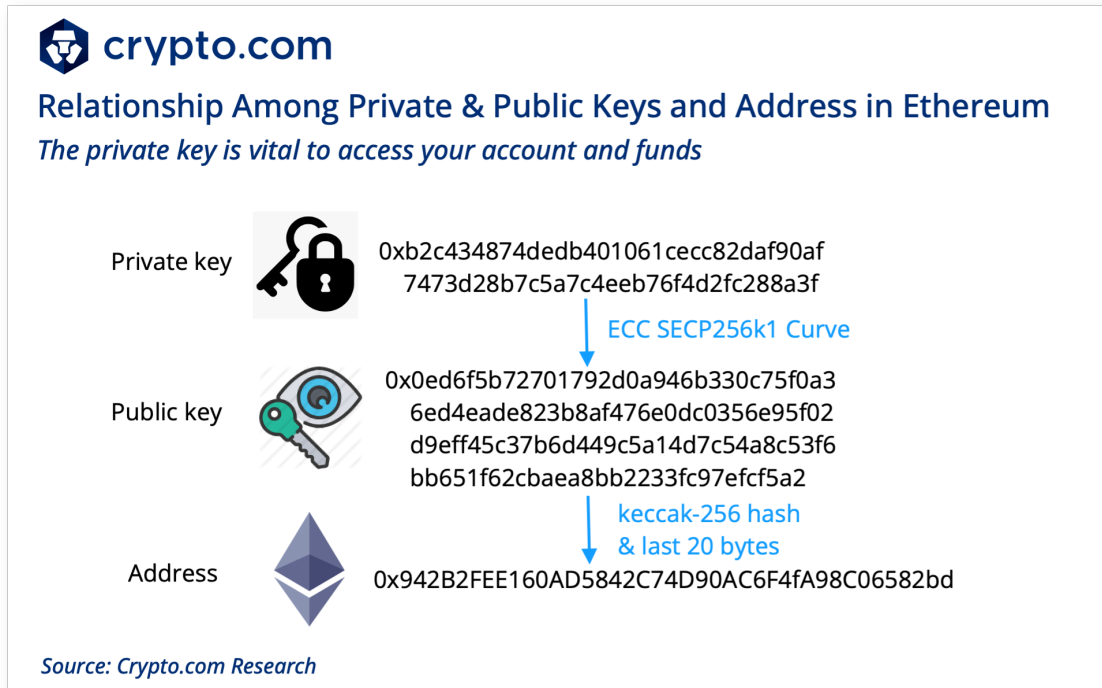 crypto.com
Relationship Among Private & Public Keys and Address in Ethereum
The private key is vital to access your account and funds
Private key
0xb2c434874dedb401061cecc82daf90af
7473d28b7c5a7c4eeb76f4d2fc288a3f
ECC SECP256k1 Curve
Public key
0x0ed6f5b72701792d0a946b330c75f0a3
6ed4eade823b8af476e0dc0356e95f02
d9eff45c37b6d449c5a14d7c54a8c53f6
bb651f62cbaea8bb2233fc97efcf5a2
keccak-256 hash
& last 20 bytes
Address
0x942B2FEE160AD5842C74D90AC6F4fA98C06582bd
Source: Crypto.com Research